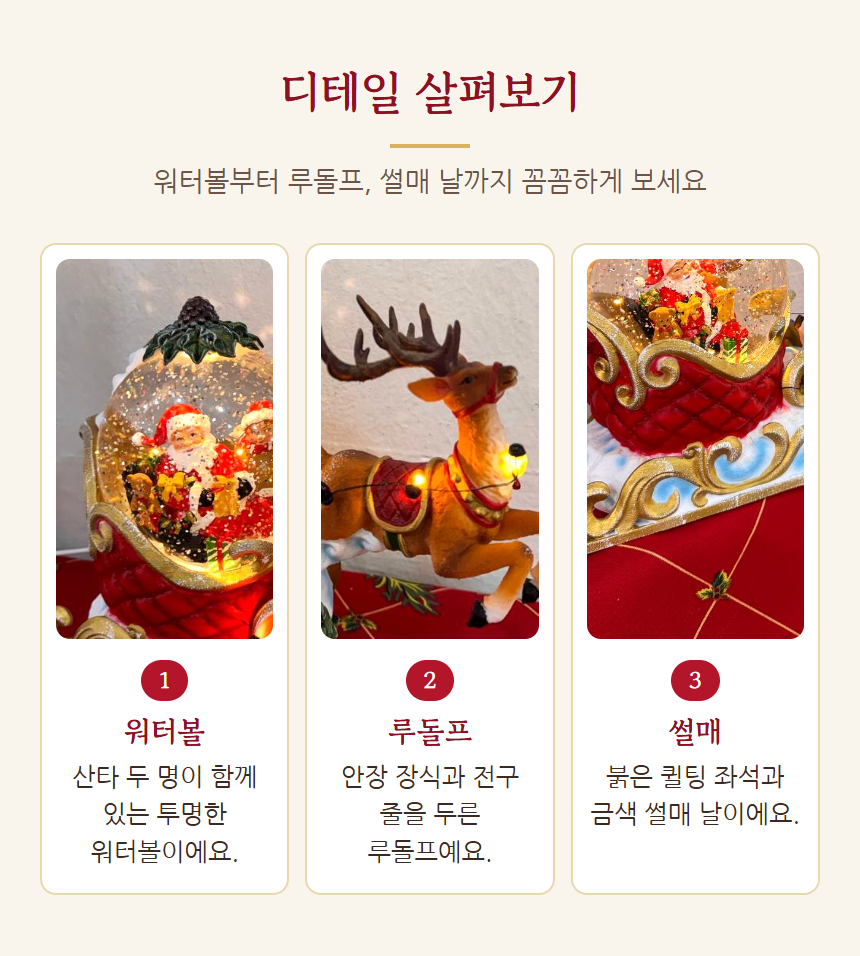 디테일 살펴보기
워터볼부터 루돌프, 썰매 날까지 꼼꼼하게 보세요
1
워터볼
산타 두 명이 함께
있는 투명한
워터볼이에요.
2
루돌프
안장 장식과 전구
줄을 두른
루돌프예요.
3
썰매
붉은 퀼팅 좌석과
금색 썰매 날이에요.